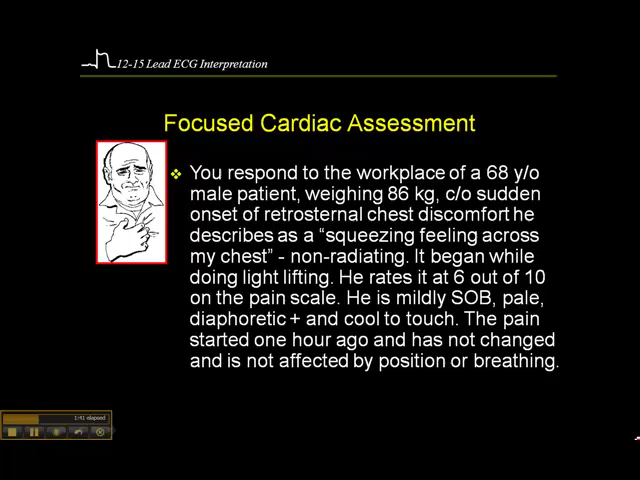 12-15 Lead ECG Interpretation
Focused Cardiac Assessment
You respond to the workplace of a 68 y/o
male patient, weighing 86 kg, c/o sudden
onset of retrosternal chest discomfort he
describes as a “squeezing feeling across
my chest” - non-radiating. It began while
doing light lifting. He rates it at 6 out of 10
on the pain scale. He is mildly SOB, pale,
diaphoretic + and cool to touch. The pain
started one hour ago and has not changed
and is not affected by position or breathing.
1:41 elapsed